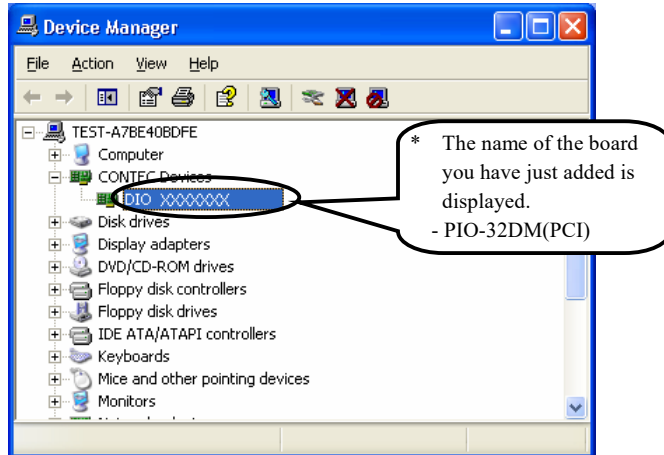 Device Manager
File Action View Help
TEST-A7BE40BDFE
Computer
CONTEC Devices
DIO XXXXXXXX
Disk drives
Display adapters
DVD/CD-ROM drives
Floppy disk controllers
Floppy disk drives
IDE ATA/ATAPI controllers
Keyboards
Mice and other pointing devices
Monitors
* The name of the board
you have just added is
displayed.
- PIO-32DM(PCI)